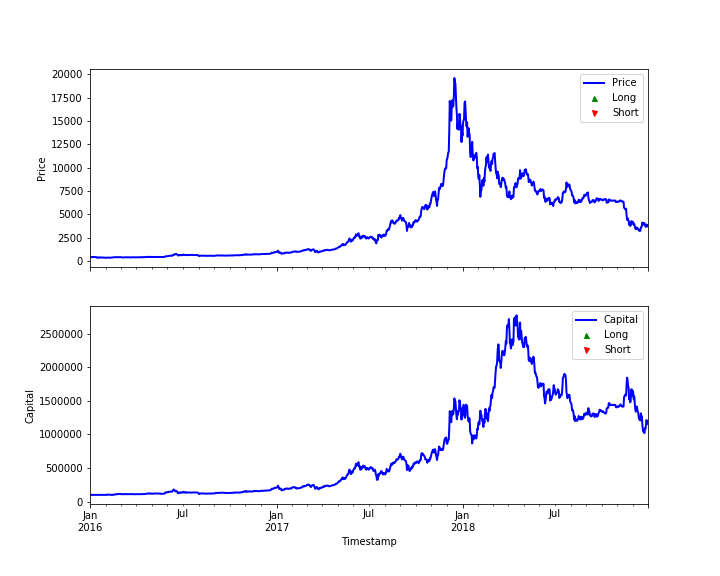 20000
17500
15000
12500
10000
7500
5000
2500
0
Price
Price
Long
Short
2500000
2000000
1500000
1000000
500000
0
Capital
Capital
Long
Short
Jan Jul Jan Jul Jan Jul
2016 2017 2018
Timestamp